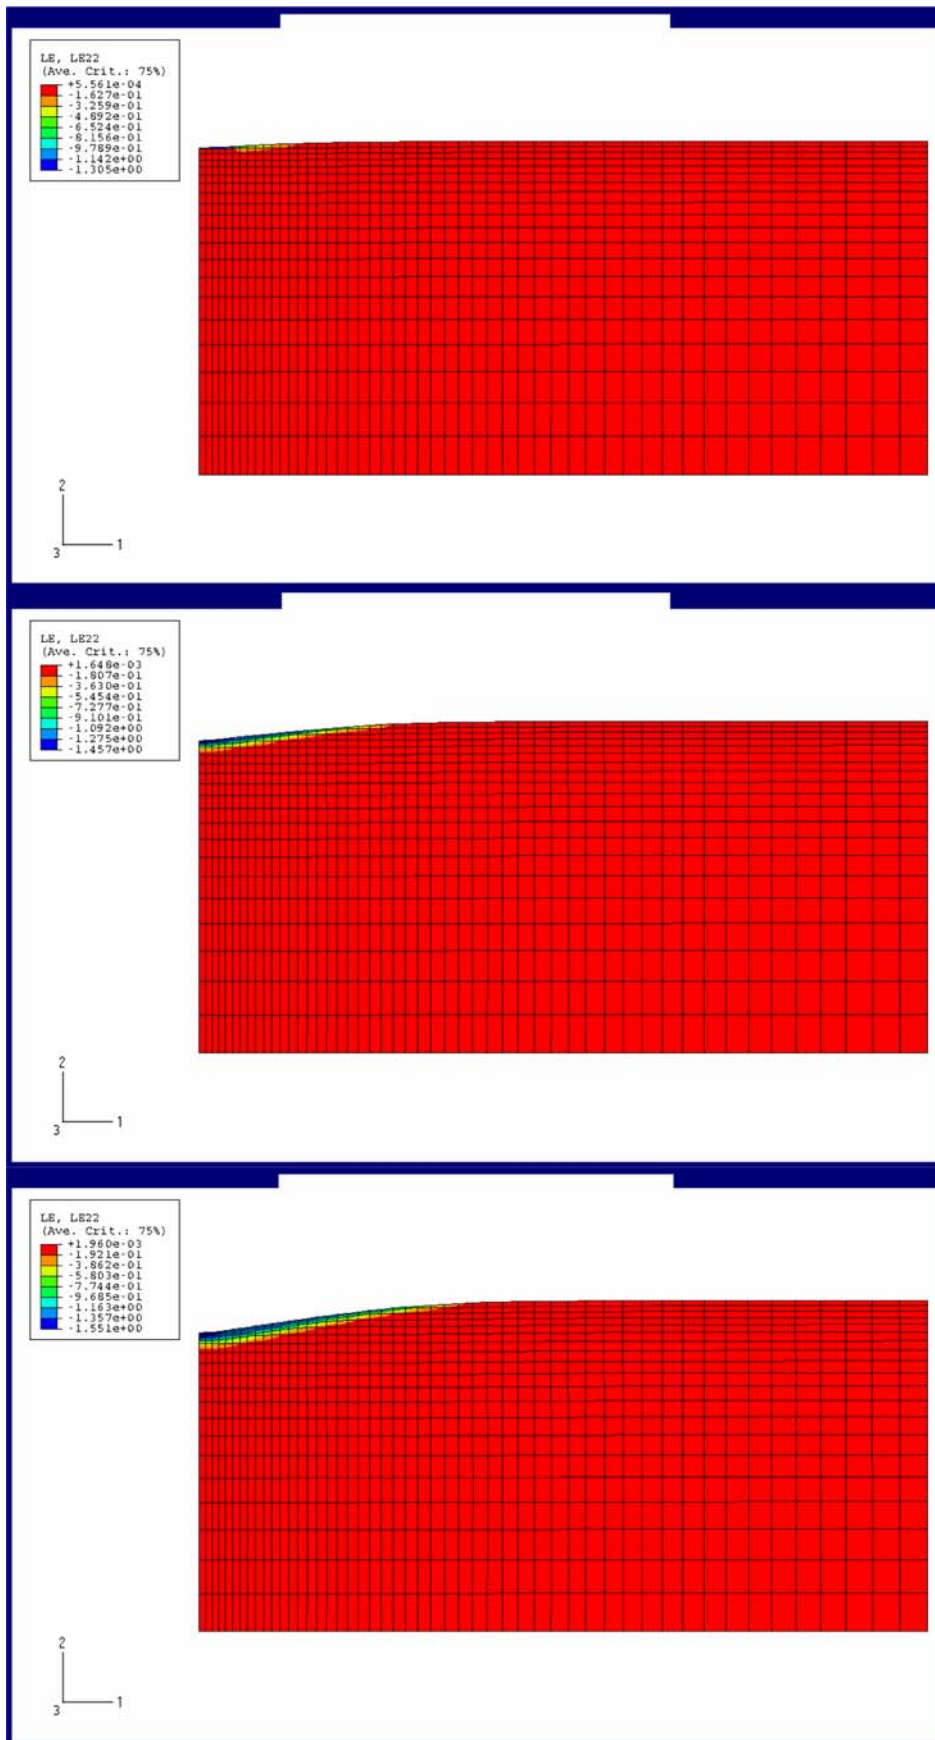 LE, LE22
(Ave. Crit.: 75%)
+5.561e-04
-1.627e-01
-3.259e-01
-4.892e-01
-6.524e-01
-8.156e-01
-9.789e-01
-1.142e+00
-1.305e+00
2
3
1
LE, LE22
(Ave. Crit.: 75%)
+1.648e-03
-1.807e-01
-3.630e-01
-5.454e-01
-7.277e-01
-9.101e-01
-1.092e+00
-1.275e+00
-1.457e+00
2
3
1
LE, LE22
(Ave. Crit.: 75%)
+1.960e-03
-1.921e-01
-3.862e-01
-5.803e-01
-7.744e-01
-9.685e-01
-1.163e+00
-1.357e+00
-1.551e+00
2
3
1